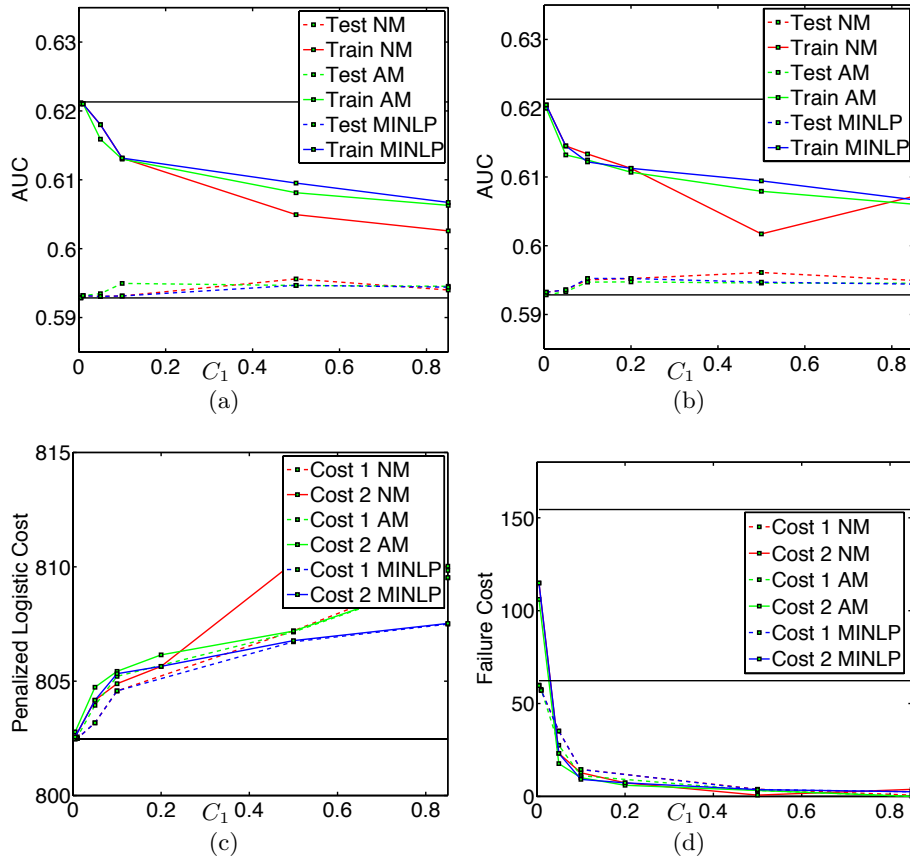 0.63
0.62
0.61
0.6
0.59
AUC
Test NM
Train NM
Test AM
Train AM
Test MINLP
Train MINLP
0
0.2
0.4
0.6
0.8
C1
(a)
0.63
0.62
0.61
0.6
0.59
AUC
Test NM
Train NM
Test AM
Train AM
Test MINLP
Train MINLP
0
0.2
0.4
0.6
0.8
C1
(b)
815
810
805
800
Penalized Logistic Cost
Cost 1 NM
Cost 2 NM
Cost 1 AM
Cost 2 AM
Cost 1 MINLP
Cost 2 MINLP
0
0.2
0.4
0.6
0.8
C1
(c)
150
100
50
0
Failure Cost
Cost 1 NM
Cost 2 NM
Cost 1 AM
Cost 2 AM
Cost 1 MINLP
Cost 2 MINLP
0
0.2
0.4
0.6
0.8
C1
(d)